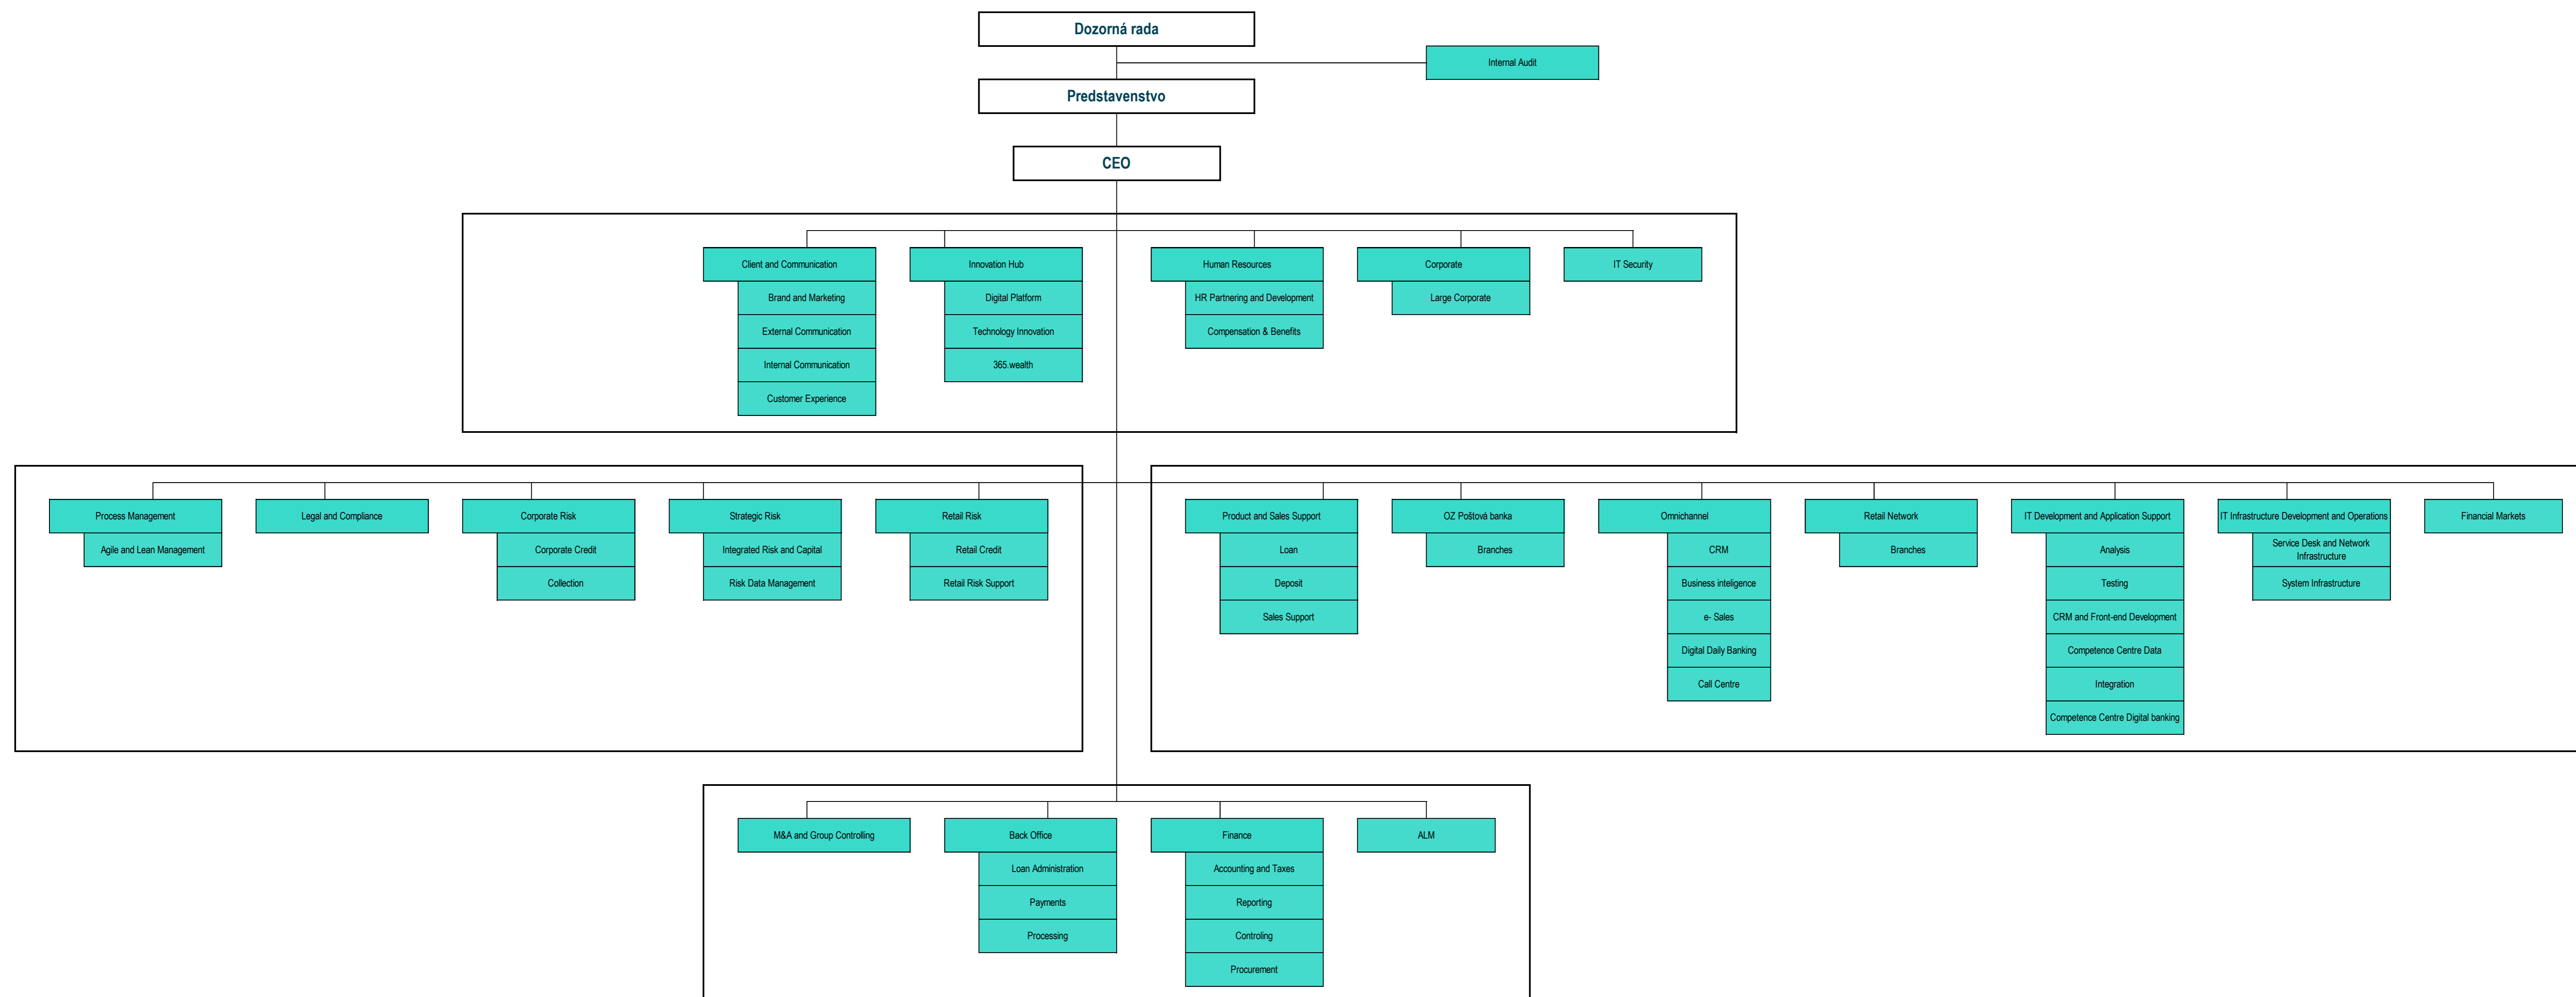 Dozorná rada
Internal Audit
Predstavenstvo
CEO
Client and Communication
Brand and Marketing
External Communication
Internal Communication
Customer Experience
Innovation Hub
Digital Platform
Technology Innovation
365.wealth
Human Resources
HR Partnering and Development
Compensation & Benefits
Corporate
Large Corporate
IT Security
Process Management
Agile and Lean Management
Legal and Compliance
Corporate Risk
Corporate Credit
Collection
Strategic Risk
Integrated Risk and Capital
Risk Data Management
Retail Risk
Retail Credit
Retail Risk Support
Product and Sales Support
Loan
Deposit
Sales Support
OZ Poštová banka
Branches
Omnichannel
CRM
Business inteligence
e- Sales
Digital Daily Banking
Call Centre
Retail Network
Branches
IT Development and Application Support
Analysis
Testing
CRM and Front-end Development
Competence Centre Data
Integration
Competence Centre Digital banking
IT Infrastructure Development and Operations
Service Desk and Network
Infrastructure
System Infrastructure
Financial Markets
M&A and Group Controlling
Back Office
Loan Administration
Payments
Processing
Finance
Accounting and Taxes
Reporting
Controling
Procurement
ALM